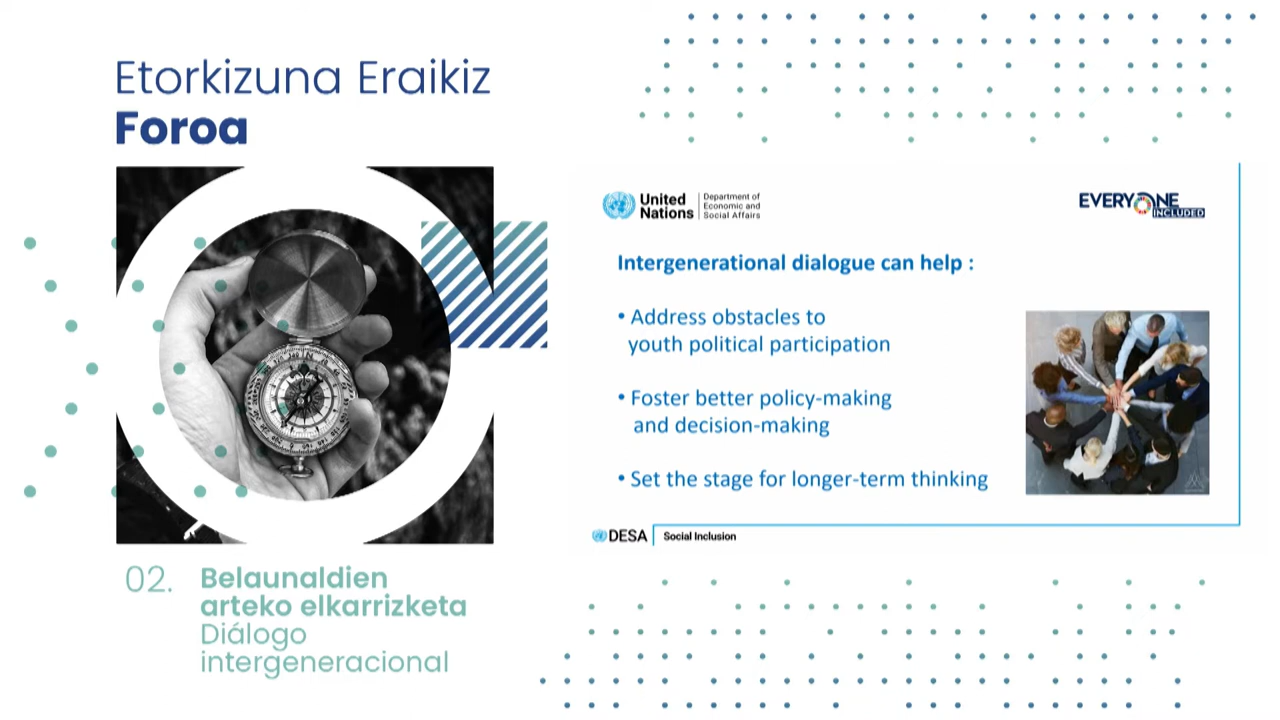 Etorkizuna Eraikiz
Foroa
02.
Belaunaldien
arteko elkarrizketa
Diálogo
intergeneracional
United
Nations
Department of
Economic and
Social Affairs
EVERYONE
INCLUDED
Intergenerational dialogue can help :
• Address obstacles to
youth political participation
• Foster better policy-making
and decision-making
• Set the stage for longer-term thinking
DESA
Social Inclusion